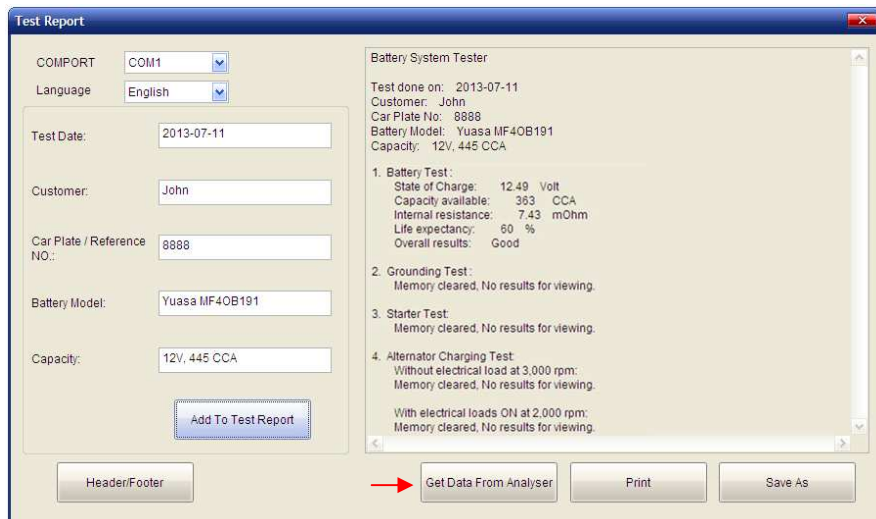 Test Report
COMPORT COM1
Language English
Test Date: 2013-07-11
Customer: John
Car Plate / Reference NO.: 8888
Battery Model: Yuasa MF4OB191
Capacity: 12V, 445 CCA
Add To Test Report
Battery System Tester
Test done on: 2013-07-11
Customer: John
Car Plate No: 8888
Battery Model: Yuasa MF4OB191
Capacity: 12V, 445 CCA
1. Battery Test :
State of Charge: 12.49 Volt
Capacity available: 363 CCA
Internal resistance: 7.43 mOhm
Life expectancy: 60 %
Overall results: Good
2. Grounding Test :
Memory cleared, No results for viewing.
3. Starter Test:
Memory cleared, No results for viewing.
4. Alternator Charging Test:
Without electrical load at 3,000 rpm:
Memory cleared, No results for viewing.
With electrical loads ON at 2,000 rpm:
Memory cleared, No results for viewing.
Header/Footer
Get Data From Analyser
Print
Save As